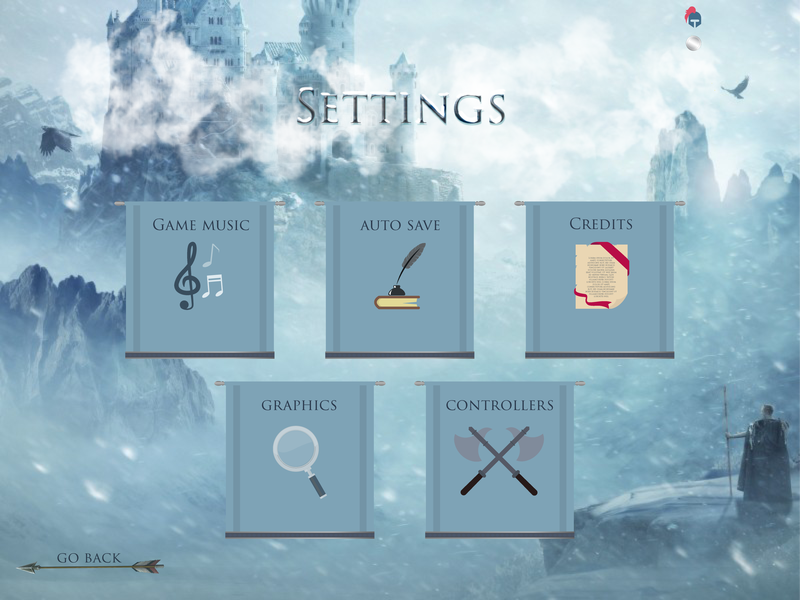 Settings
Game music
auto save
Credits
graphics
controllers
go back